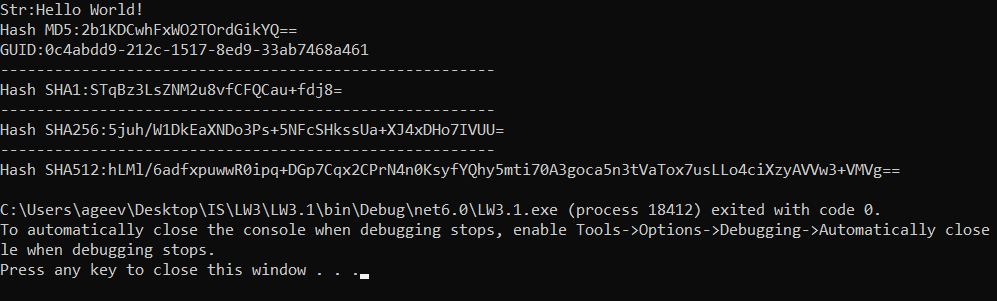 Str:Hello World!
Hash MD5:2b1KDCwhFxWO2TOrdGikYQ==
GUID:0c4abdd9-212c-1517-8ed9-33ab7468a461
-------------------------------------------------------
Hash SHA1:STqBz3LsZNM2u8vfCFQCau+fdj8=
-------------------------------------------------------
Hash SHA256:5juh/W1DkEaXNDo3Ps+5NFcSHkssUa+XJ4xDHo7IVUU=
-------------------------------------------------------
Hash SHA512:hLMl/6adfxpuwwR0ipq+DGp7Cqx2CPrN4n0KsyfYQhy5mti70A3goca5n3tVaTox7usLLo4ciXzyAVVw3+VMVg==
C:\Users\ageev\Desktop\IS\LW3\LW3.1\bin\Debug\net6.0\LW3.1.exe (process 18412) exited with code 0.
To automatically close the console when debugging stops, enable Tools->Options->Debugging->Automatically close
le when debugging stops.
Press any key to close this window . . .